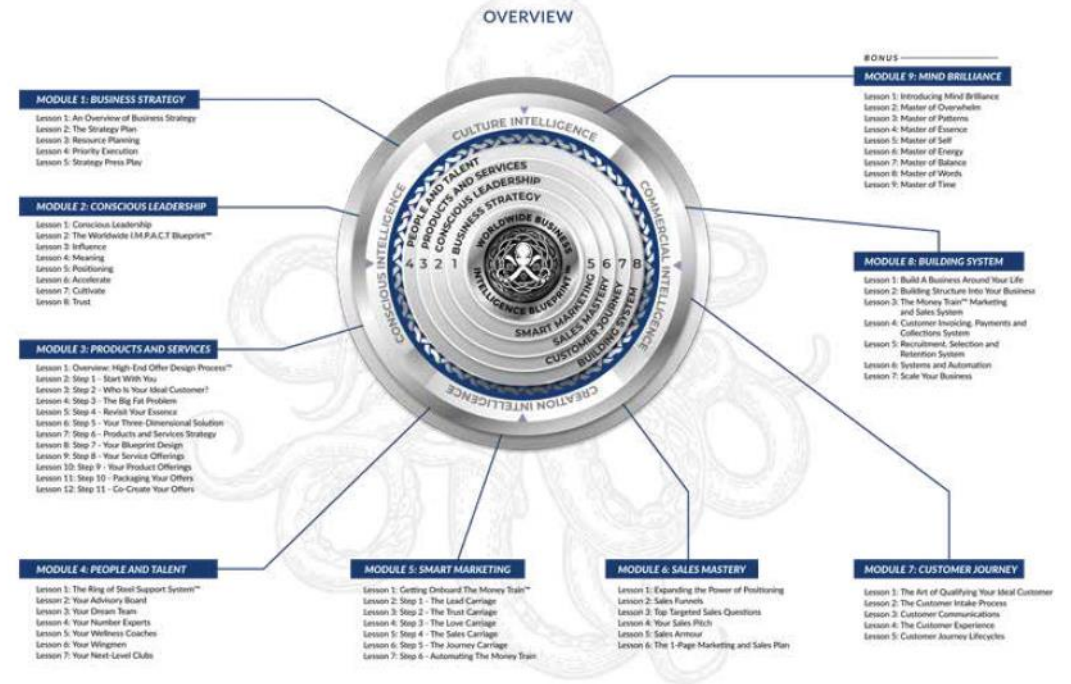 OVERVIEW
MODULE 1: BUSINESS STRATEGY
Lesson 1: An Overview of Business Strategy
Lesson 2: The Strategy Plan
Lesson 3: Resource Planning
Lesson 4: Priority Execution
Lesson 5: Strategy Press Play
MODULE 2: CONSCIOUS LEADERSHIP
Lesson 1: Conscious Leadership
Lesson 2: The Worldwide I.M.P.A.C.T Blueprint™
Lesson 3: Influence
Lesson 4: Meaning
Lesson 5: Positioning
Lesson 6: Accelerate
Lesson 7: Cultivate
Lesson 8: Trust
MODULE 3: PRODUCTS AND SERVICES
Lesson 1: Overview: High-End Offer Design Process™
Lesson 2: Step 1 - Start With You
Lesson 3: Step 2 - Who Is Your Ideal Customer?
Lesson 4: Step 3 - The Big Fat Problem
Lesson 5: Step 4 - Revisit Your Essence
Lesson 6: Step 5 - Your Three-Dimensional Solution
Lesson 7: Step 6 - Products and Services Strategy
Lesson 8: Step 7 - Your Blueprint Design
Lesson 9: Step 8 - Your Service Offerings
Lesson 10: Step 9 - Your Product Offerings
Lesson 11: Step 10 - Packaging Your Offers
Lesson 12: Step 11 - Co-Create Your Offers
CULTURE INTELLIGENCE
COMMERCIAL INTELLIGENCE
CREATION INTELLIGENCE
CONSCIOUS INTELLIGENCE
PEOPLE AND TALENT
PRODUCTS AND SERVICES
CONSCIOUS LEADERSHIP
BUSINESS STRATEGY
WORLDWIDE BUSINESS
INTELLIGENCE BLUEPRINT™
4 3 2 1
5 6 7 8
SMART MARKETING
SALES MASTERY
CUSTOMER JOURNEY
BUILDING SYSTEM
BONUS
MODULE 9: MIND BRILLIANCE
Lesson 1: Introducing Mind Brilliance
Lesson 2: Master of Overwhelm
Lesson 3: Master of Patterns
Lesson 4: Master of Essence
Lesson 5: Master of Self
Lesson 6: Master of Energy
Lesson 7: Master of Balance
Lesson 8: Master of Words
Lesson 9: Master of Time
MODULE 8: BUILDING SYSTEM
Lesson 1: Build A Business Around Your Life
Lesson 2: Building Structure Into Your Business
Lesson 3: The Money Train™ Marketing
and Sales System
Lesson 4: Customer Invoicing, Payments and
Collections System
Lesson 5: Recruitment, Selection and
Retention System
Lesson 6: Systems and Automation
Lesson 7: Scale Your Business
MODULE 4: PEOPLE AND TALENT
Lesson 1: The Ring of Steel Support System™
Lesson 2: Your Advisory Board
Lesson 3: Your Dream Team
Lesson 4: Your Number Experts
Lesson 5: Your Wellness Coaches
Lesson 6: Your Wingmen
Lesson 7: Your Next-Level Clubs
MODULE 5: SMART MARKETING
Lesson 1: Getting Onboard The Money Train™
Lesson 2: Step 1 - The Lead Carriage
Lesson 3: Step 2 - The Trust Carriage
Lesson 4: Step 3 - The Love Carriage
Lesson 5: Step 4 - The Sales Carriage
Lesson 6: Step 5 - The Journey Carriage
Lesson 7: Step 6 - Automating The Money Train
MODULE 6: SALES MASTERY
Lesson 1: Expanding the Power of Positioning
Lesson 2: Sales Funnels
Lesson 3: Top Targeted Sales Questions
Lesson 4: Your Sales Pitch
Lesson 5: Sales Armour
Lesson 6: The 1-Page Marketing and Sales Plan
MODULE 7: CUSTOMER JOURNEY
Lesson 1: The Art of Qualifying Your Ideal Customer
Lesson 2: The Customer Intake Process
Lesson 3: Customer Communications
Lesson 4: The Customer Experience
Lesson 5: Customer Journey Lifecycles